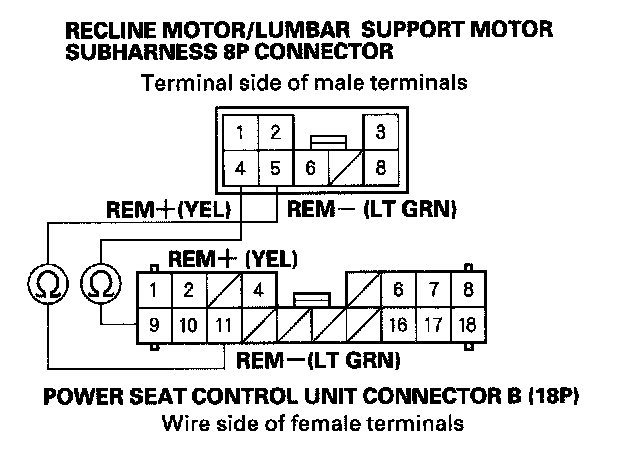 RECLINE MOTOR/LUMBAR SUPPORT MOTOR
SUBHARNESS 8P CONNECTOR
Terminal side of male terminals
1 2 3
4 5 6 8
REM+(YEL) REM− (LT GRN)
REM+ (YEL)
Ω Ω
1 2 4 6 7 8
9 10 11 16 17 18
REM−(LT GRN)
POWER SEAT CONTROL UNIT CONNECTOR B (18P)
Wire side of female terminals